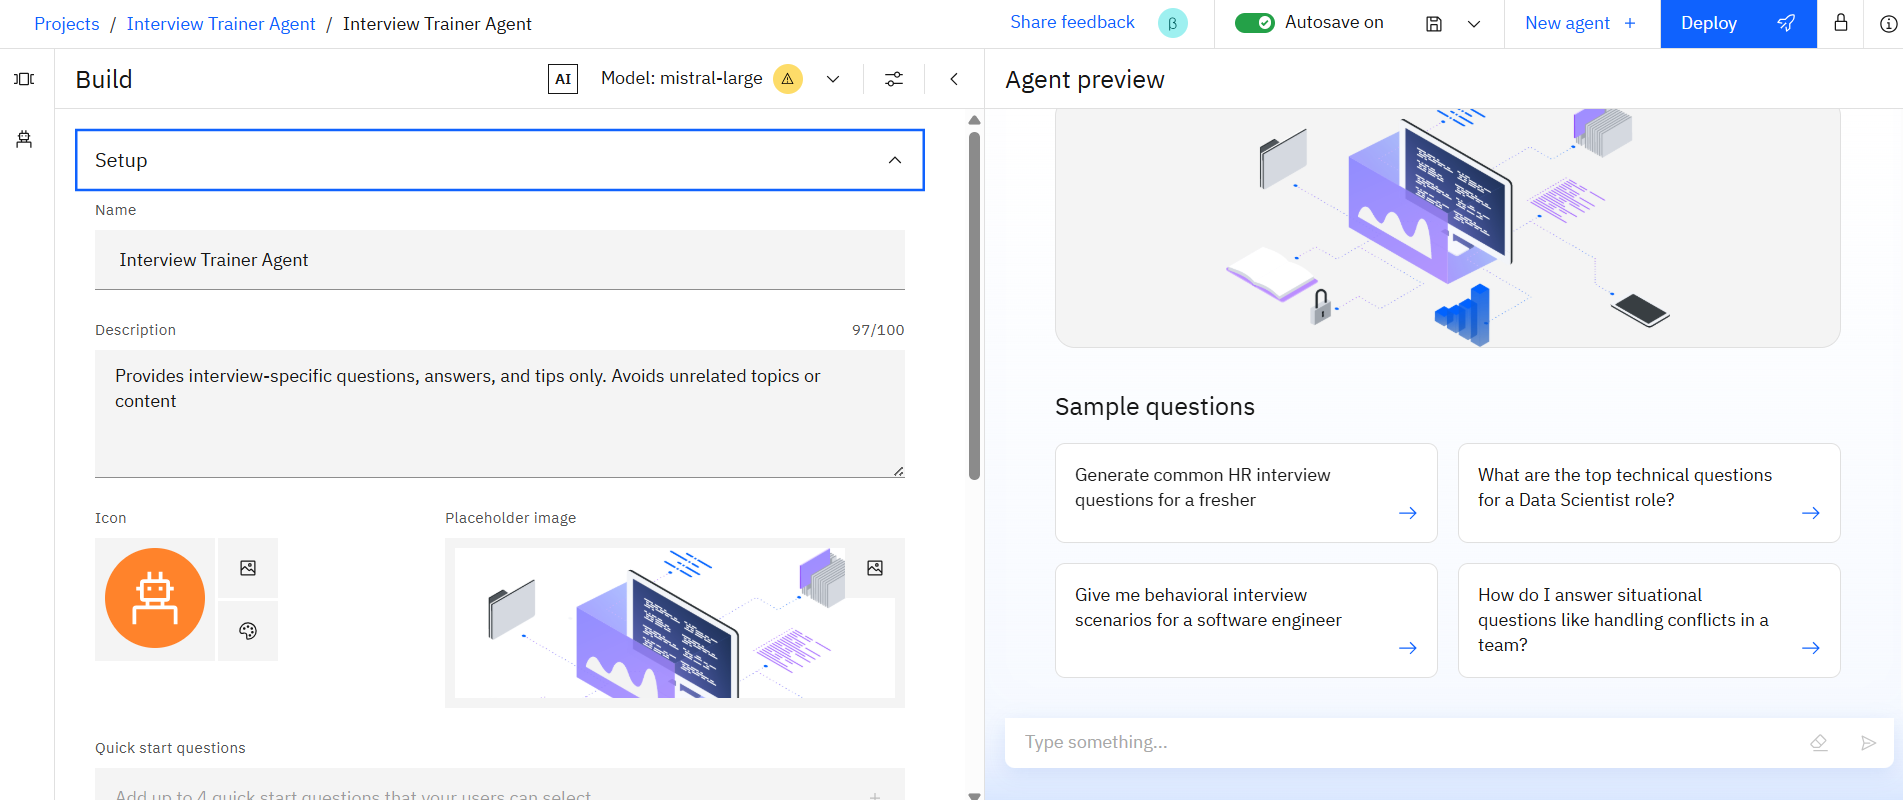 Projects / Interview Trainer Agent / Interview Trainer Agent
Share feedback β
Autosave on
New agent +
Deploy
Build
AI Model: mistral-large
Agent preview
Setup
Name
Interview Trainer Agent
Description 97/100
Provides interview-specific questions, answers, and tips only. Avoids unrelated topics or
content
Icon
Placeholder image
Quick start questions
Add up to 4 quick start questions that your users can select
Sample questions
Generate common HR interview
questions for a fresher
What are the top technical questions
for a Data Scientist role?
Give me behavioral interview
scenarios for a software engineer
How do I answer situational
questions like handling conflicts in a
team?
Type something...